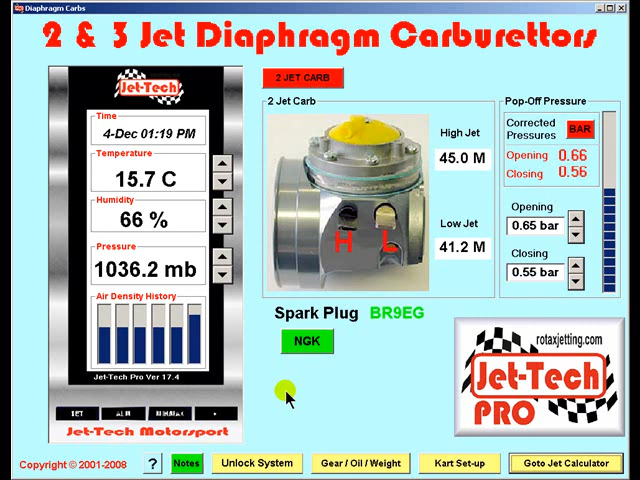 Diaphragm Carbs
2 & 3 Jet Diaphragm Carburettors
Jet-Tech
Time
4-Dec 01:19 PM
Temperature
15.7 C
Humidity
66 %
Pressure
1036.2 mb
Air Density History
Jet-Tech Pro Ver 17.4
Jet-Tech Motorsport
2 JET CARB
2 Jet Carb
High Jet
45.0 M
Low Jet
41.2 M
H L
Spark Plug BR9EG
NGK
Pop-Off Pressure
Corrected
Pressures
BAR
Opening 0.66
Closing 0.56
Opening
0.65 bar
Closing
0.55 bar
rotaxjetting.com
Jet-Tech
PRO
Copyright © 2001-2008
?
Notes
Unlock System
Gear / Oil / Weight
Kart Set-up
Goto Jet Calculator